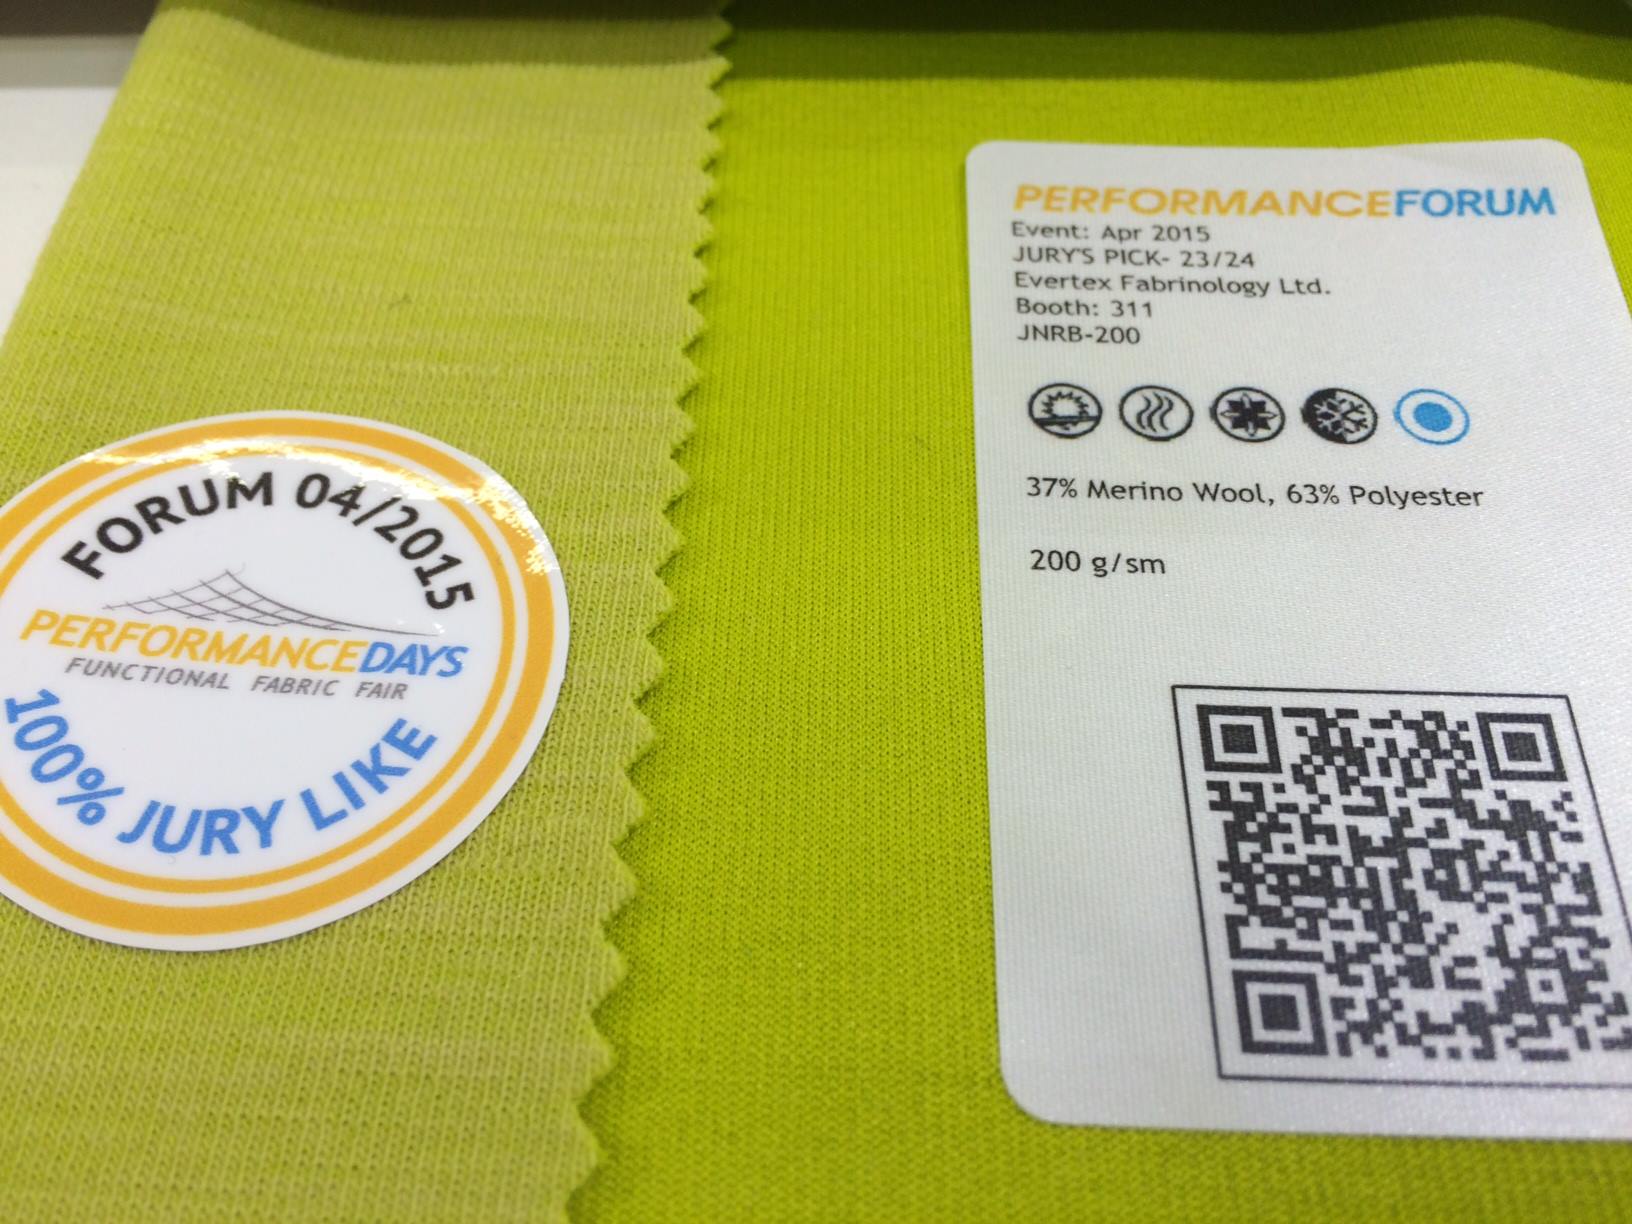 FORUM 04/2015
PERFORMANCEDAYS
FUNCTIONAL FABRIC FAIR
100% JURY LIKE
PERFORMANCEFORUM
Event: Apr 2015
JURY'S PICK- 23/24
Evertex Fabrinology Ltd.
Booth: 311
JNRB-200
37% Merino Wool, 63% Polyester
200 g/sm